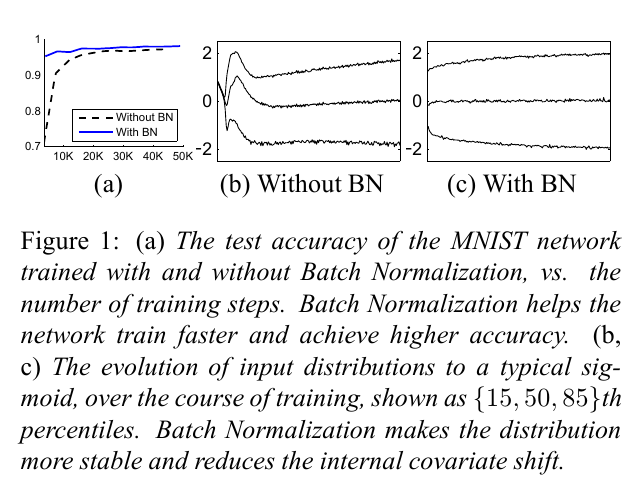 1
0.9
0.8
0.7
10K 20K 30K 40K 50K
Without BN
With BN
2
0
-2
2
0
-2
(a)
(b) Without BN
(c) With BN
Figure 1: (a) The test accuracy of the MNIST network
trained with and without Batch Normalization, vs. the
number of training steps. Batch Normalization helps the
network train faster and achieve higher accuracy. (b,
c) The evolution of input distributions to a typical sig-
moid, over the course of training, shown as {15, 50, 85}th
percentiles. Batch Normalization makes the distribution
more stable and reduces the internal covariate shift.